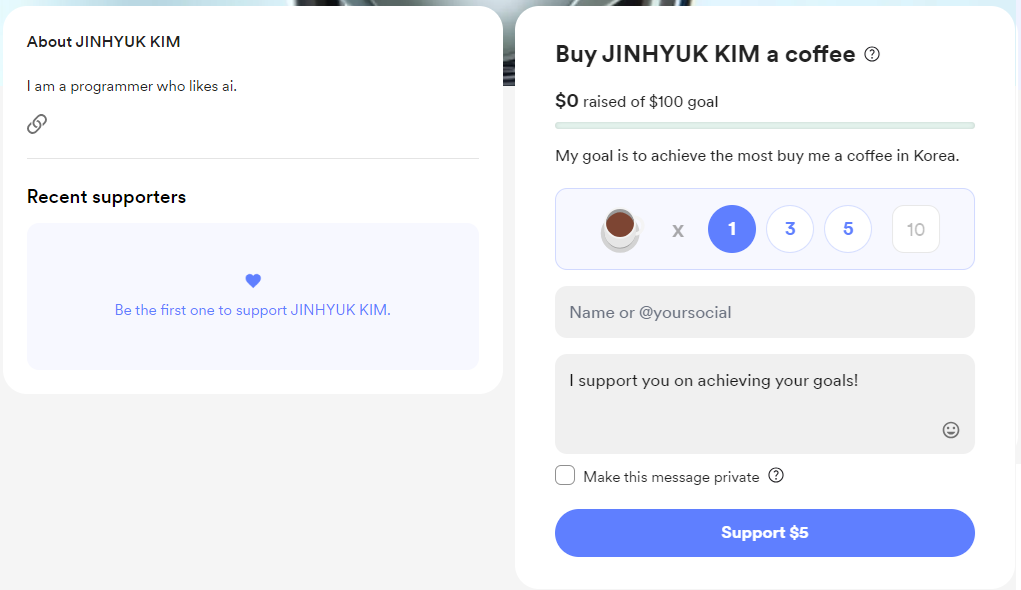 About JINHYUK KIM
I am a programmer who likes ai.
Recent supporters
Be the first one to support JINHYUK KIM.
Buy JINHYUK KIM a coffee
$0 raised of $100 goal
My goal is to achieve the most buy me a coffee in Korea.
x 1 3 5 10
Name or @yoursocial
I support you on achieving your goals!
Make this message private
Support $5